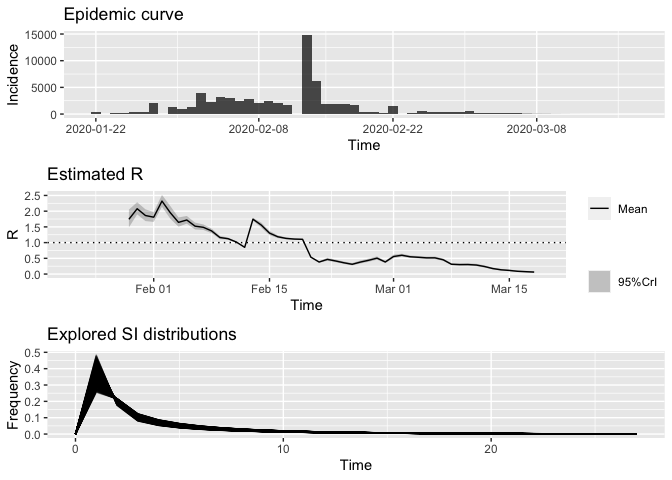 Epidemic curve
15000
10000
5000
0
Incidence
2020-01-22
2020-02-08
2020-02-22
2020-03-08
Time
Estimated R
2.5
2.0
1.5
1.0
0.5
0.0
R
Feb 01
Feb 15
Mar 01
Mar 15
Time
Mean
95%CrI
Explored SI distributions
0.5
0.4
0.3
0.2
0.1
0.0
Frequency
0
10
20
Time